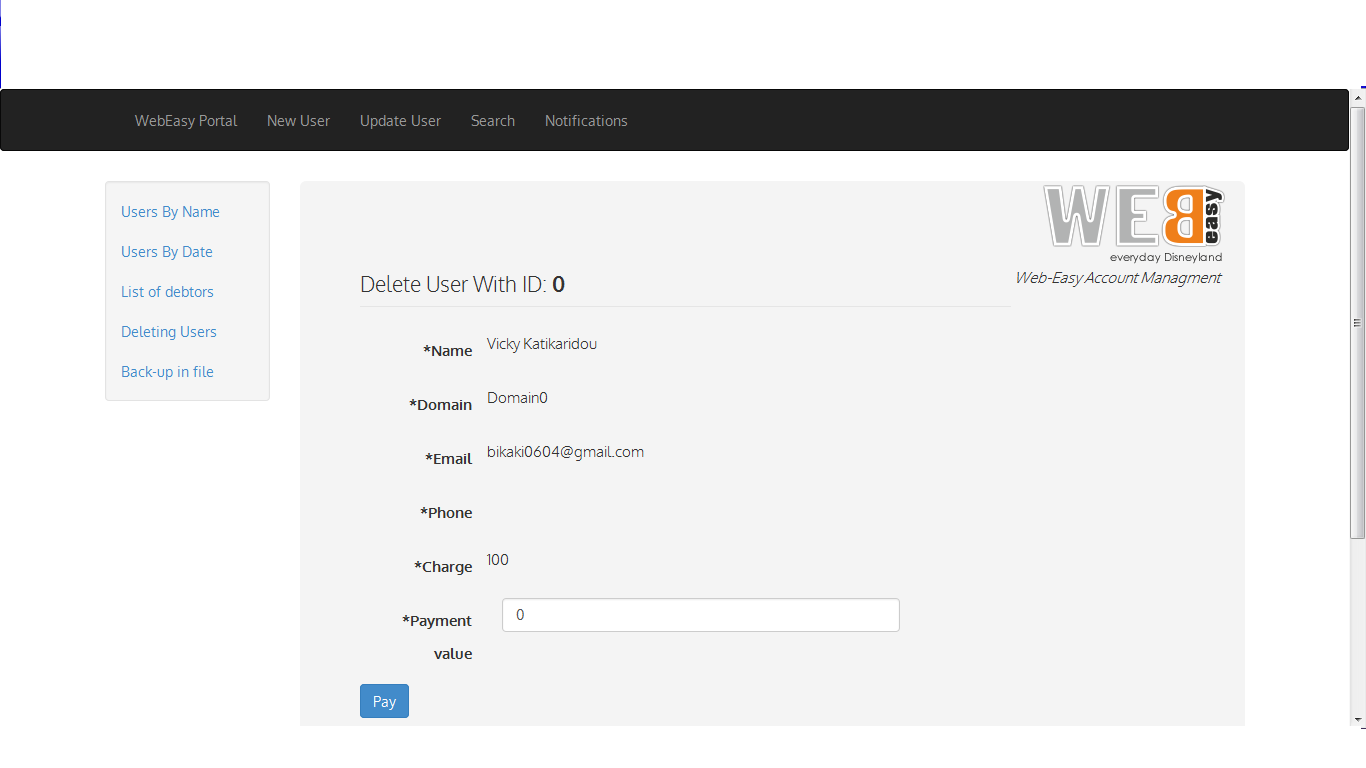 WebEasy Portal New User Update User Search Notifications
Users By Name
Users By Date
List of debtors
Deleting Users
Back-up in file
WEB easy
everyday Disneyland
Web-Easy Account Managment
Delete User With ID: 0
*Name Vicky Katikaridou
*Domain Domain0
*Email bikaki0604@gmail.com
*Phone
*Charge 100
*Payment 0
value
Pay